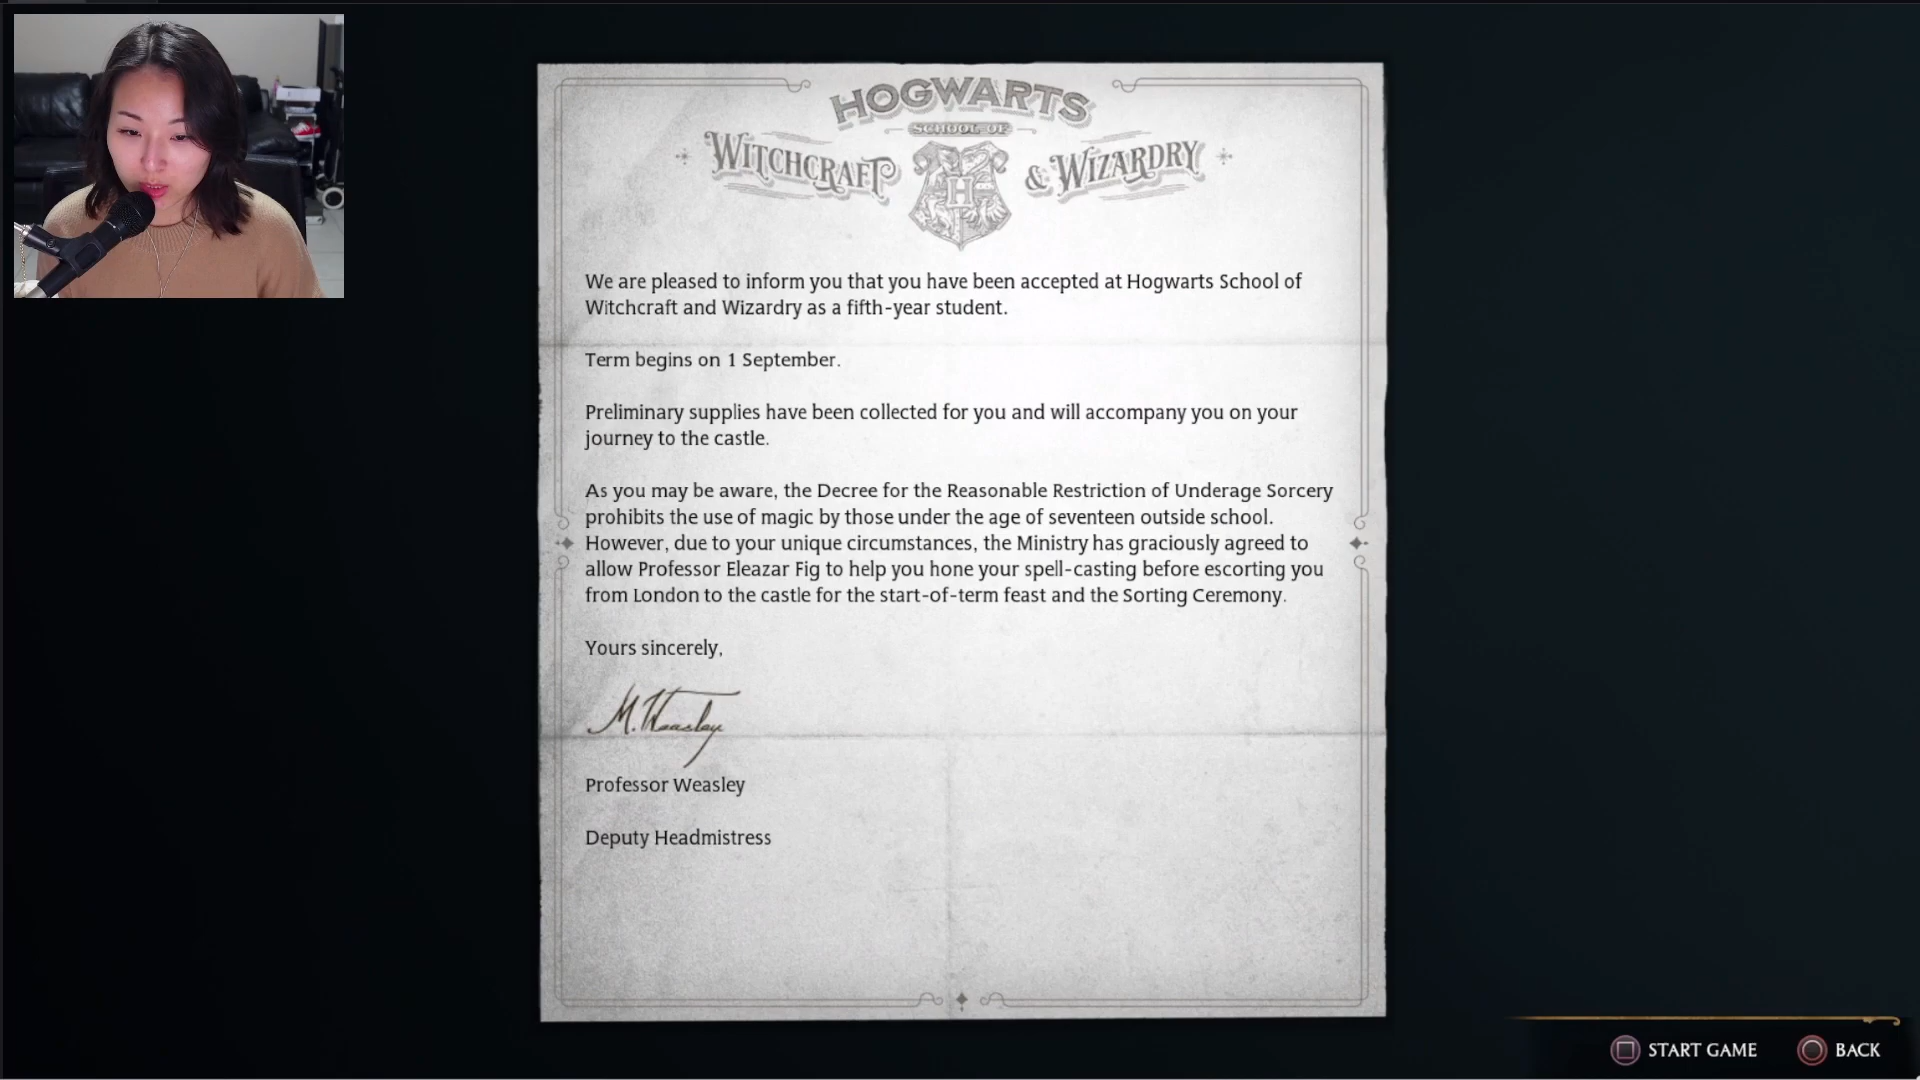 HOGWARTS
SCHOOL OF
WITCHCRAFT & WIZARDRY
H
We are pleased to inform you that you have been accepted at Hogwarts School of
Witchcraft and Wizardry as a fifth-year student.
Term begins on 1 September.
Preliminary supplies have been collected for you and will accompany you on your
journey to the castle.
As you may be aware, the Decree for the Reasonable Restriction of Underage Sorcery
prohibits the use of magic by those under the age of seventeen outside school.
However, due to your unique circumstances, the Ministry has graciously agreed to
allow Professor Eleazar Fig to help you hone your spell-casting before escorting you
from London to the castle for the start-of-term feast and the Sorting Ceremony.
Yours sincerely,
M. Weasley
Professor Weasley
Deputy Headmistress
START GAME
BACK